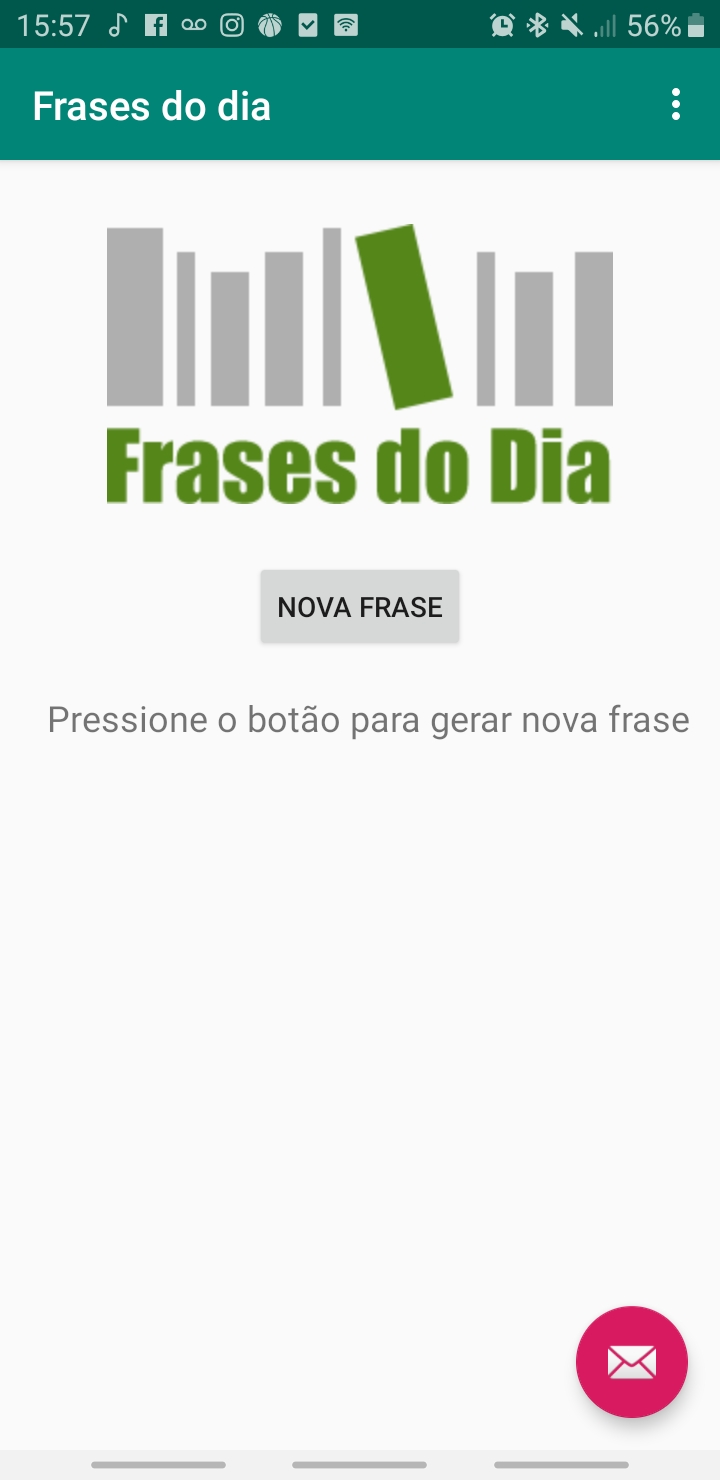 15:57 56%
Frases do dia
Frases do Dia
NOVA FRASE
Pressione o botão para gerar nova frase